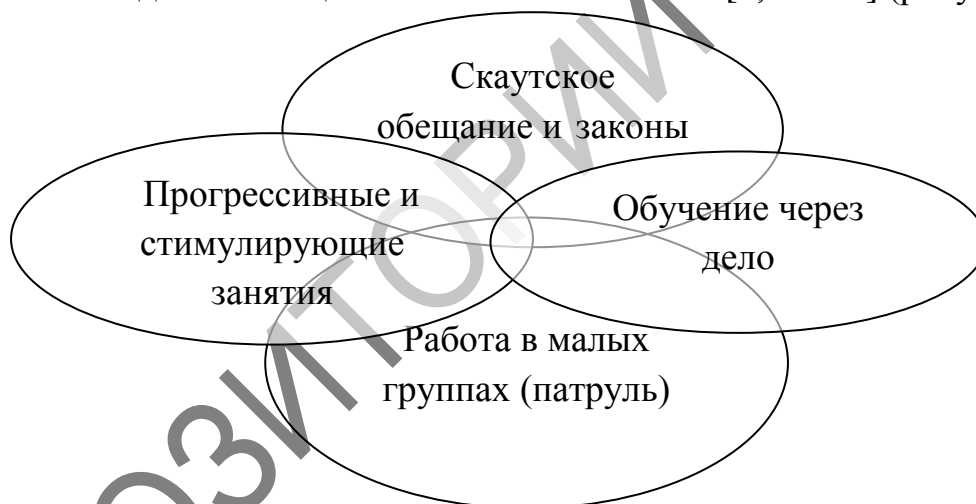 Скаутское
обещание и законы
Прогрессивные и
стимулирующие
занятия
Обучение через
дело
Работа в малых
группах (патруль)